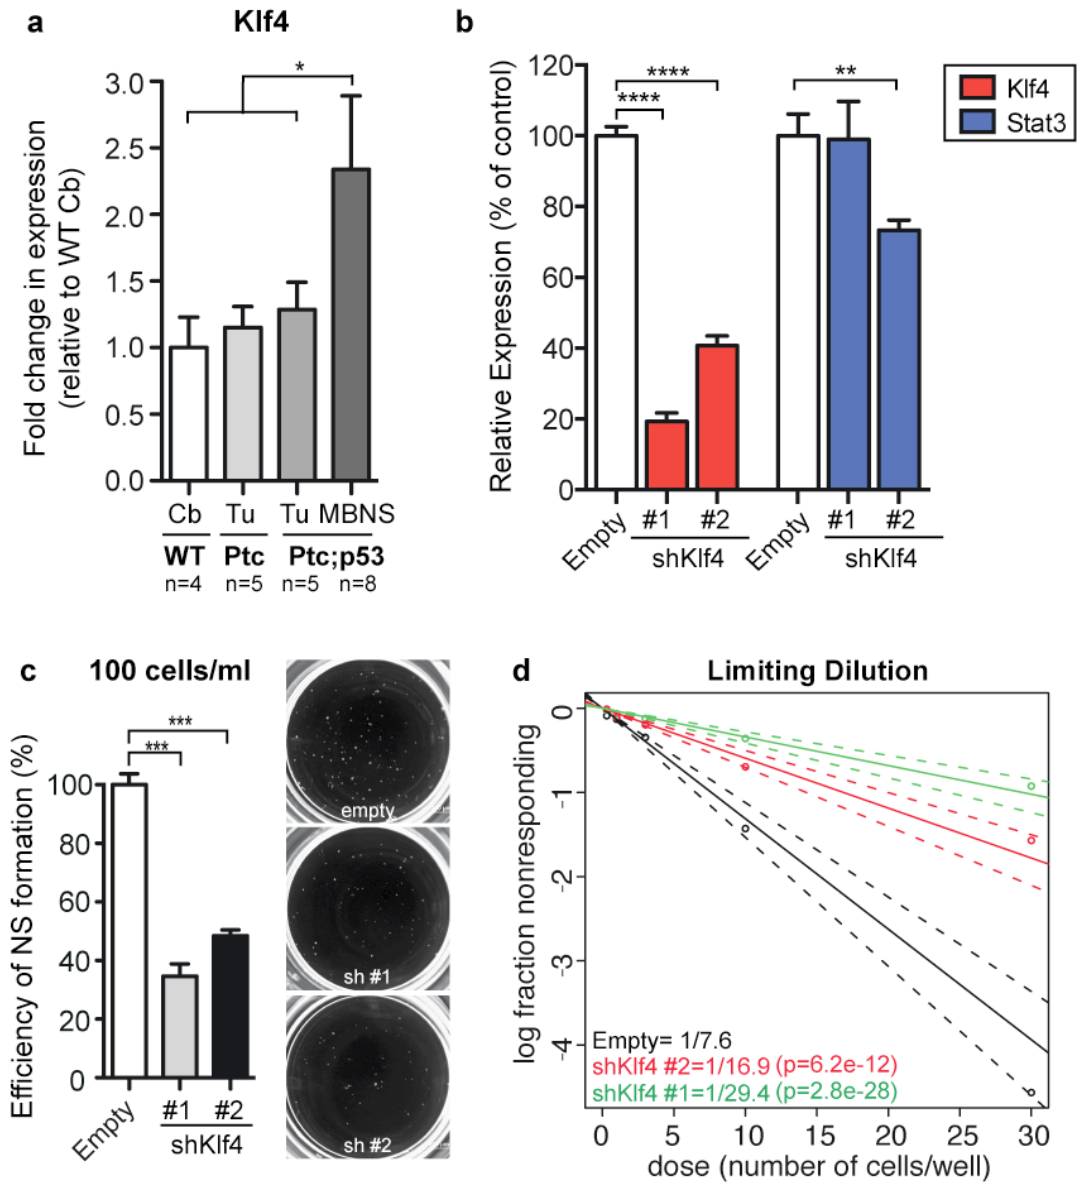 a
Klf4
*
Fold change in expression
(relative to WT Cb)
3.0
2.5
2.0
1.5
1.0
0.5
0.0
Cb Tu Tu MBNS
WT Ptc Ptc;p53
n=4 n=5 n=5 n=8
b
Relative Expression (% of control)
120
100
80
60
40
20
0
****
****
**
Klf4
Stat3
Empty #1 #2 Empty #1 #2
shKlf4 shKlf4
c
100 cells/ml
***
***
Efficiency of NS formation (%)
100
80
60
40
20
0
Empty #1 #2
shKlf4
empty
sh #1
sh #2
d
Limiting Dilution
log fraction nonresponding
0
-1
-2
-3
-4
Empty= 1/7.6
shKlf4 #2=1/16.9 (p=6.2e-12)
shKlf4 #1=1/29.4 (p=2.8e-28)
0 5 10 15 20 25 30
dose (number of cells/well)